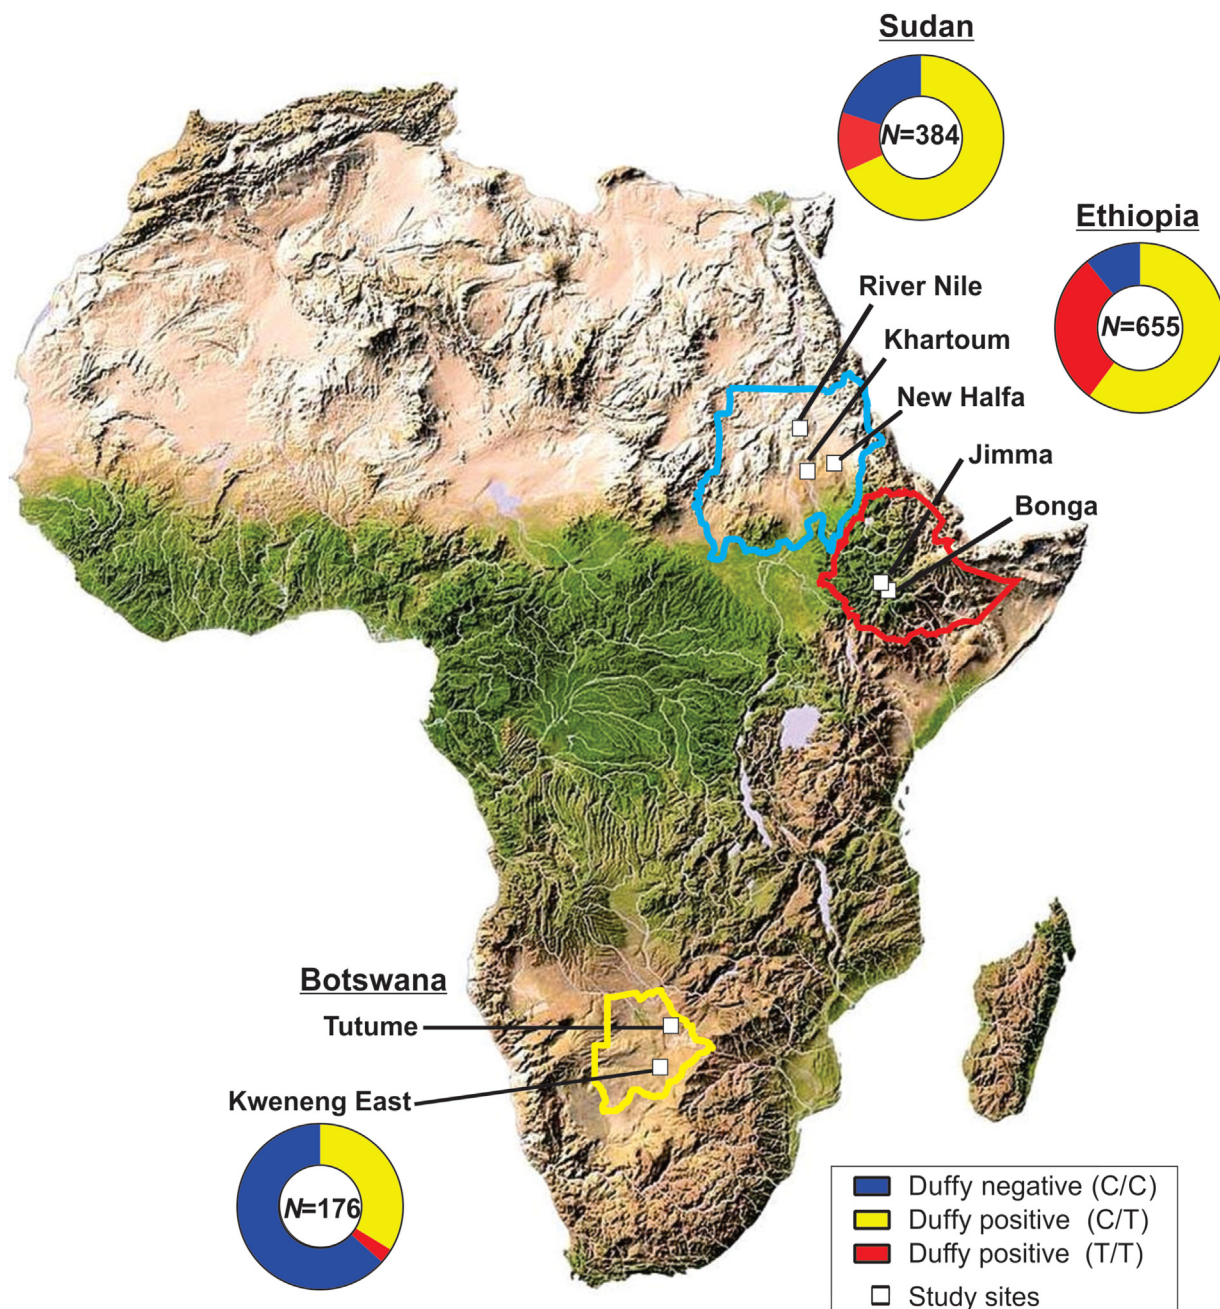 Sudan
N=384
Ethiopia
N=655
River Nile
Khartoum
New Halfa
Jimma
Bonga
Botswana
Tutume
Kweneng East
N=176
Duffy negative (C/C)
Duffy positive (C/T)
Duffy positive (T/T)
Study sites